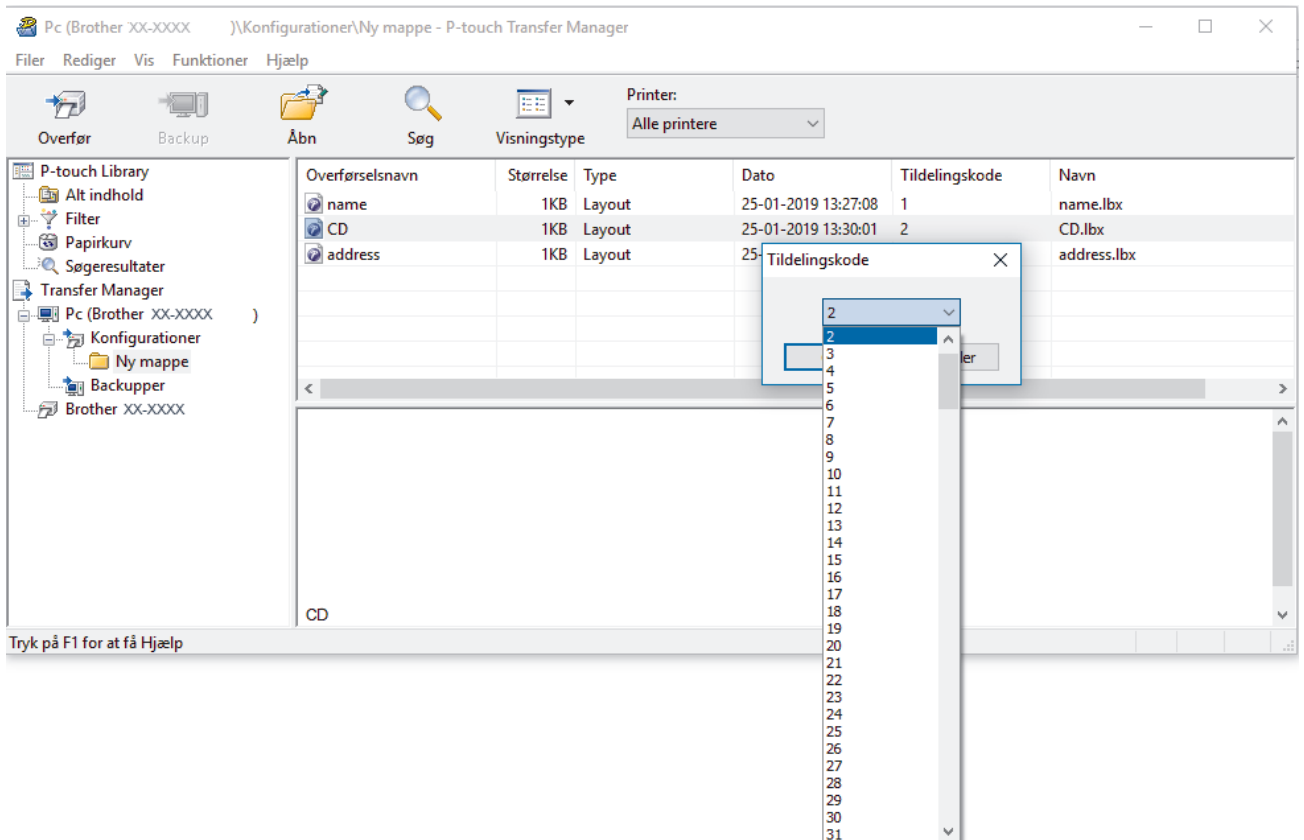 Pc (Brother XX-XXXX )\Konfigurationer\Ny mappe - P-touch Transfer Manager
Filer Rediger Vis Funktioner Hjælp
Overfør Backup Åbn Søg Visningstype
Printer:
Alle printere
P-touch Library
Alt indhold
Filter
Papirkurv
Søgeresultater
Transfer Manager
Pc (Brother XX-XXXX )
Konfigurationer
Ny mappe
Backupper
Brother XX-XXXX
Overførselsnavn Størrelse Type Dato Tildelingskode Navn
name 1KB Layout 25-01-2019 13:27:08 1 name.lbx
CD 1KB Layout 25-01-2019 13:30:01 2 CD.lbx
address 1KB Layout 25- address.lbx
Tildelingskode
2
2
3
4
5
6
7
8
9
10
11
12
13
14
15
16
17
18
19
20
21
22
23
24
25
26
27
28
29
30
31
CD
Tryk på F1 for at få Hjælp